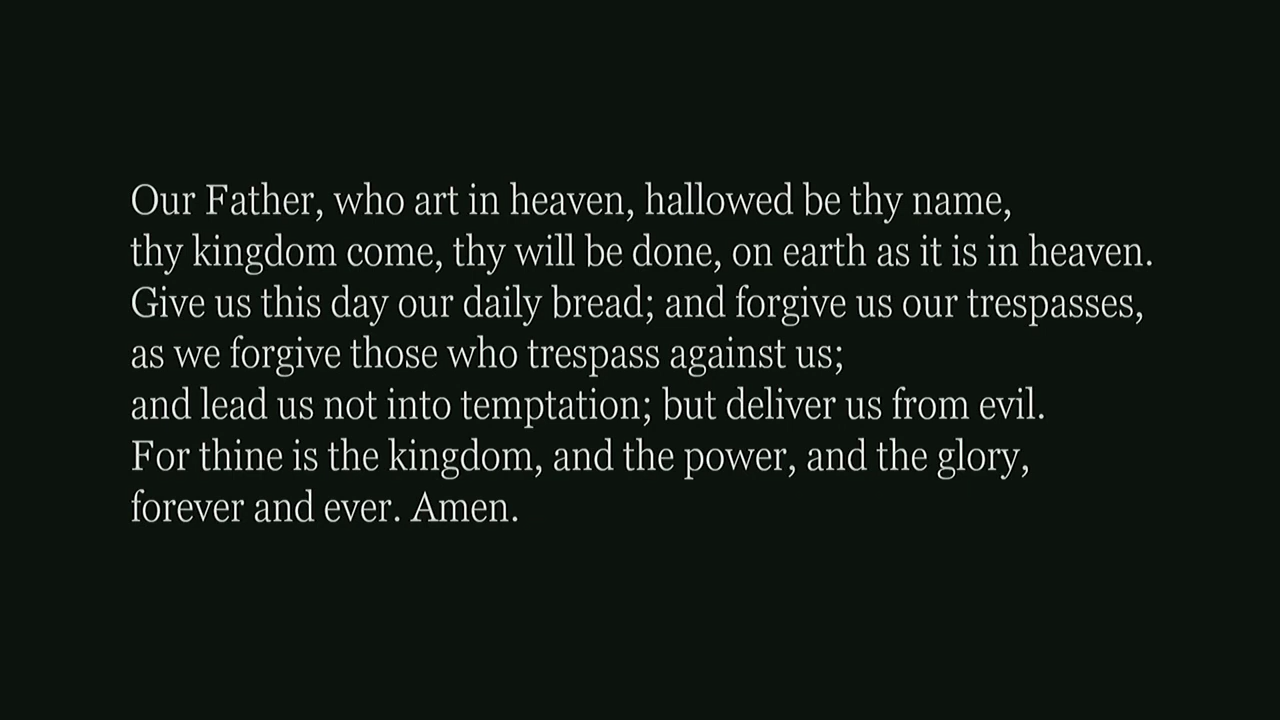 Our Father, who art in heaven, hallowed be thy name,
thy kingdom come, thy will be done, on earth as it is in heaven.
Give us this day our daily bread; and forgive us our trespasses,
as we forgive those who trespass against us;
and lead us not into temptation; but deliver us from evil.
For thine is the kingdom, and the power, and the glory,
forever and ever. Amen.